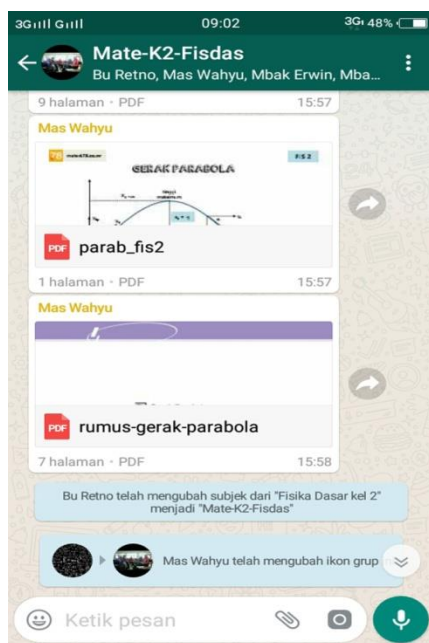 3G 09:02 3G 48%
Mate-K2-Fisdas
Bu Retno, Mas Wahyu, Mbak Erwin, Mba...
9 halaman · PDF 15:57
Mas Wahyu
FIS 2
GERAK PARABOLA
PDF parab_fis2
1 halaman · PDF 15:57
Mas Wahyu
PDF rumus-gerak-parabola
7 halaman · PDF 15:58
Bu Retno telah mengubah subjek dari "Fisika Dasar kel 2"
menjadi "Mate-K2-Fisdas"
Mas Wahyu telah mengubah ikon grup
Ketik pesan